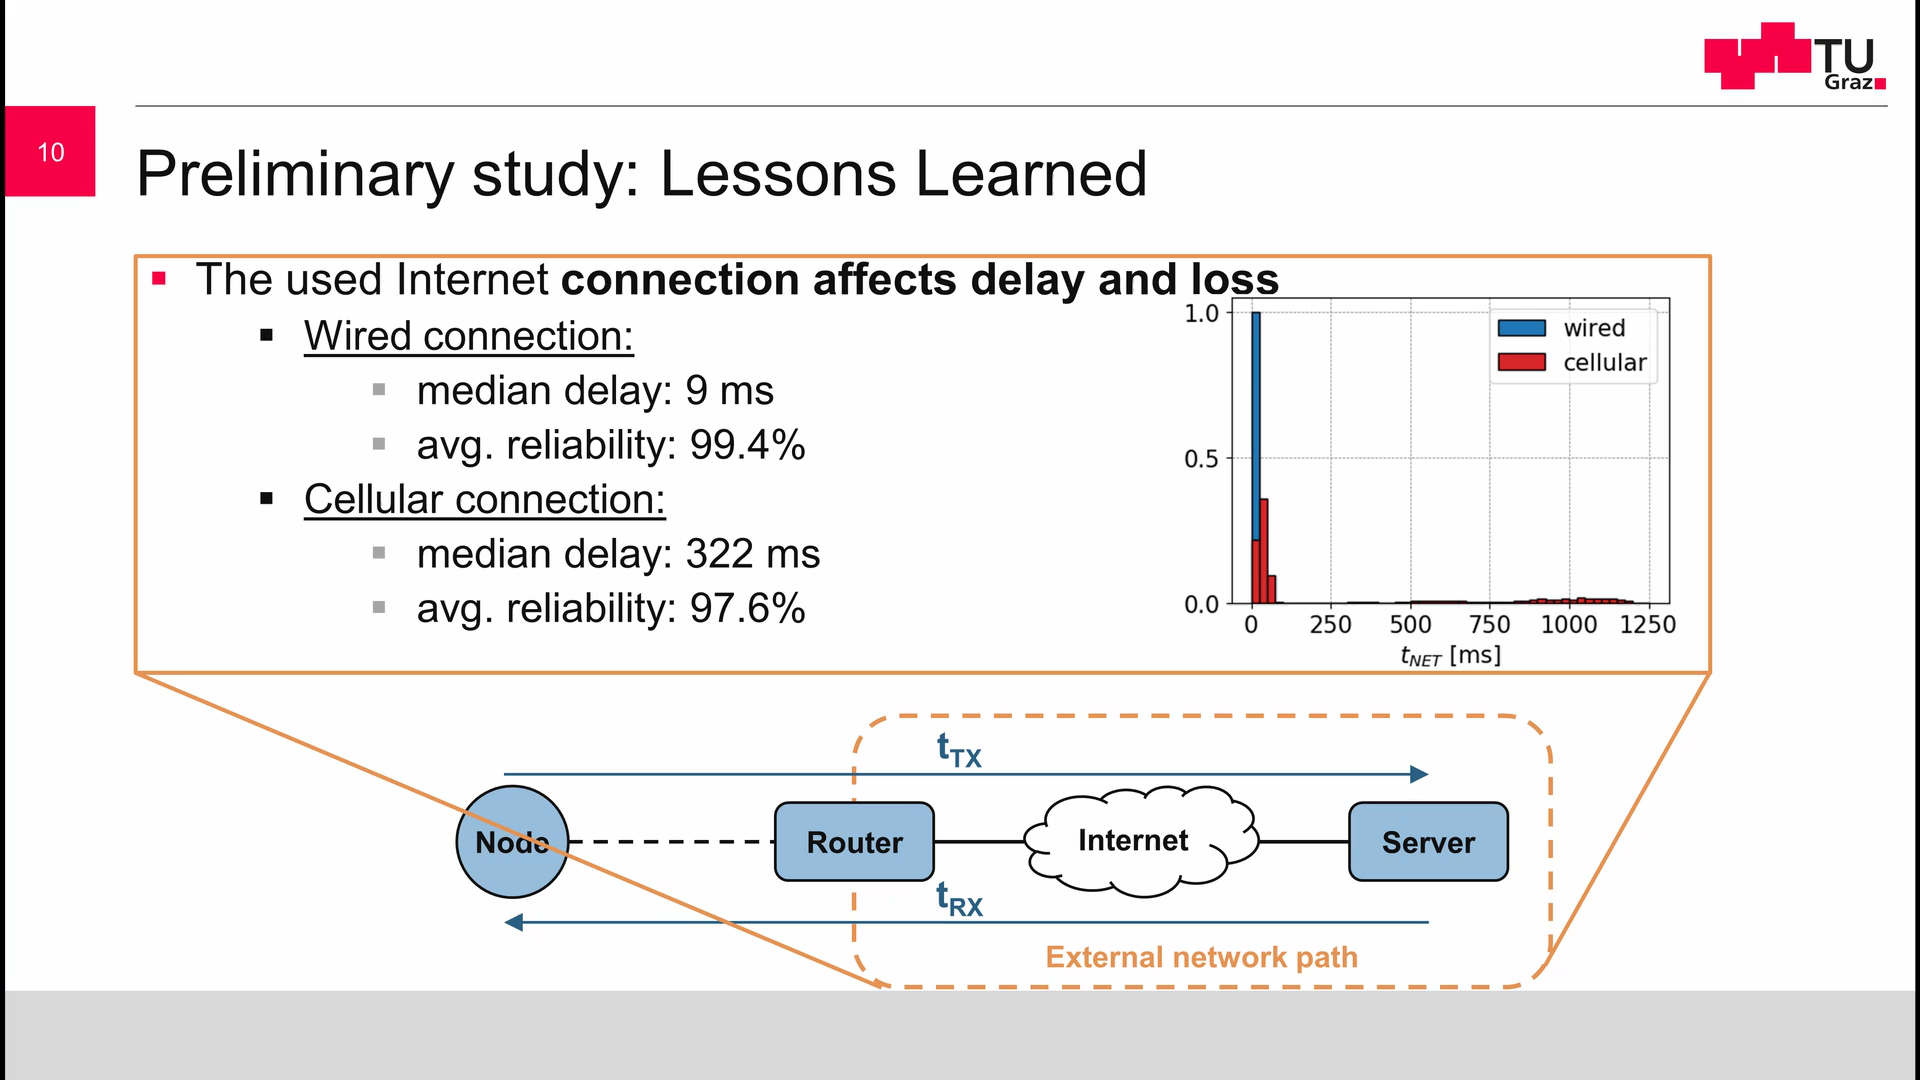 TU
Graz
10
Preliminary study: Lessons Learned
The used Internet connection affects delay and loss
Wired connection:
median delay: 9 ms
avg. reliability: 99.4%
Cellular connection:
median delay: 322 ms
avg. reliability: 97.6%
1.0
0.5
0.0
wired
cellular
0 250 500 750 1000 1250
tNET [ms]
tTX
Node
Router
Internet
Server
tRX
External network path